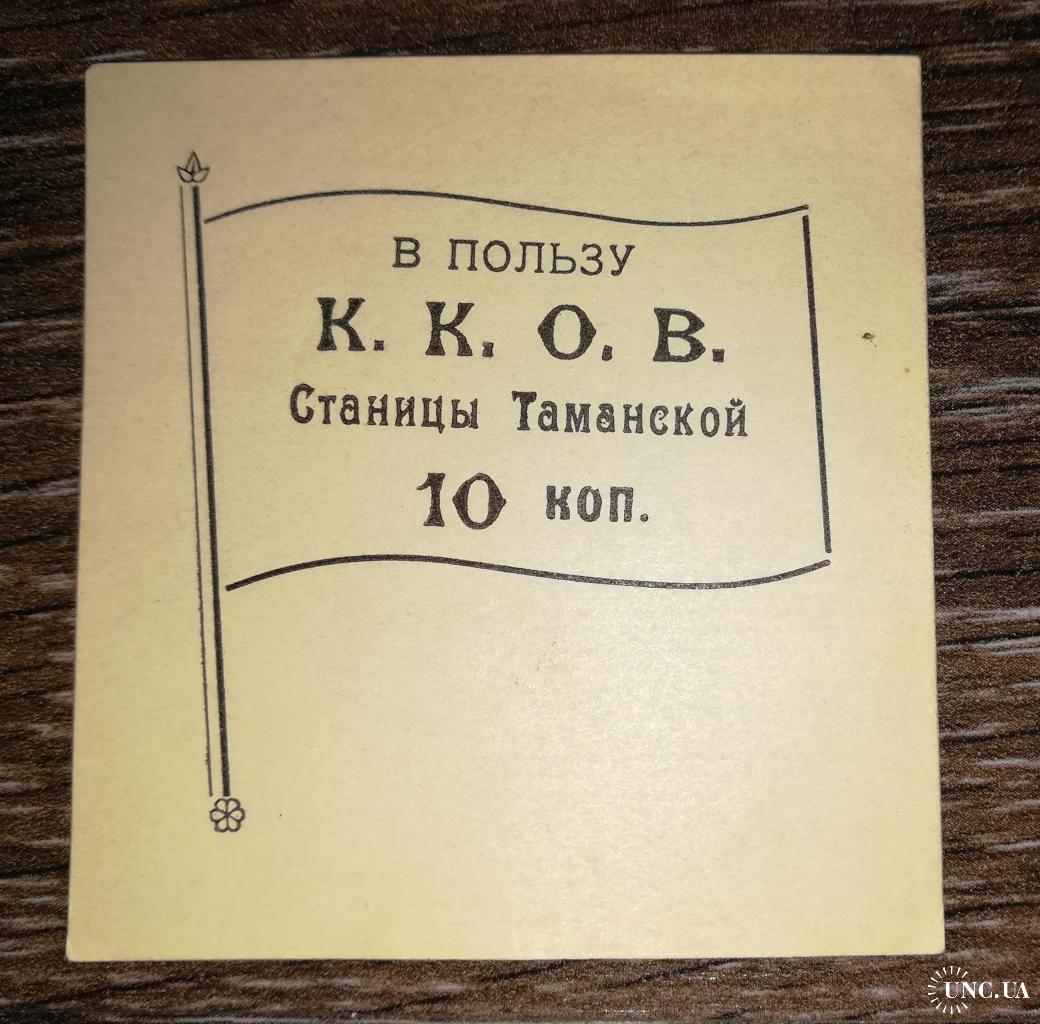 В ПОЛЬЗУ
К. К. О. В.
Станицы Таманской
10 коп.
UNC.UA